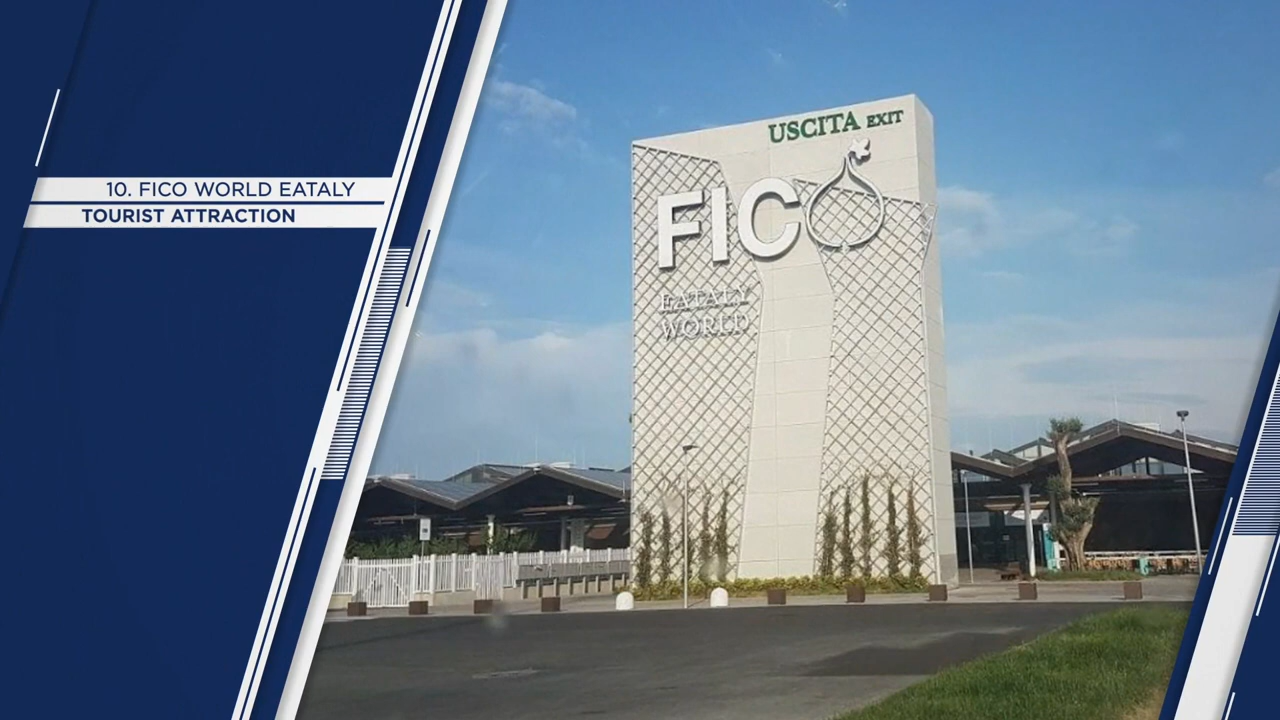 10. FICO WORLD EATALY
TOURIST ATTRACTION
USCITA EXIT
FICO
EATALY
WORLD